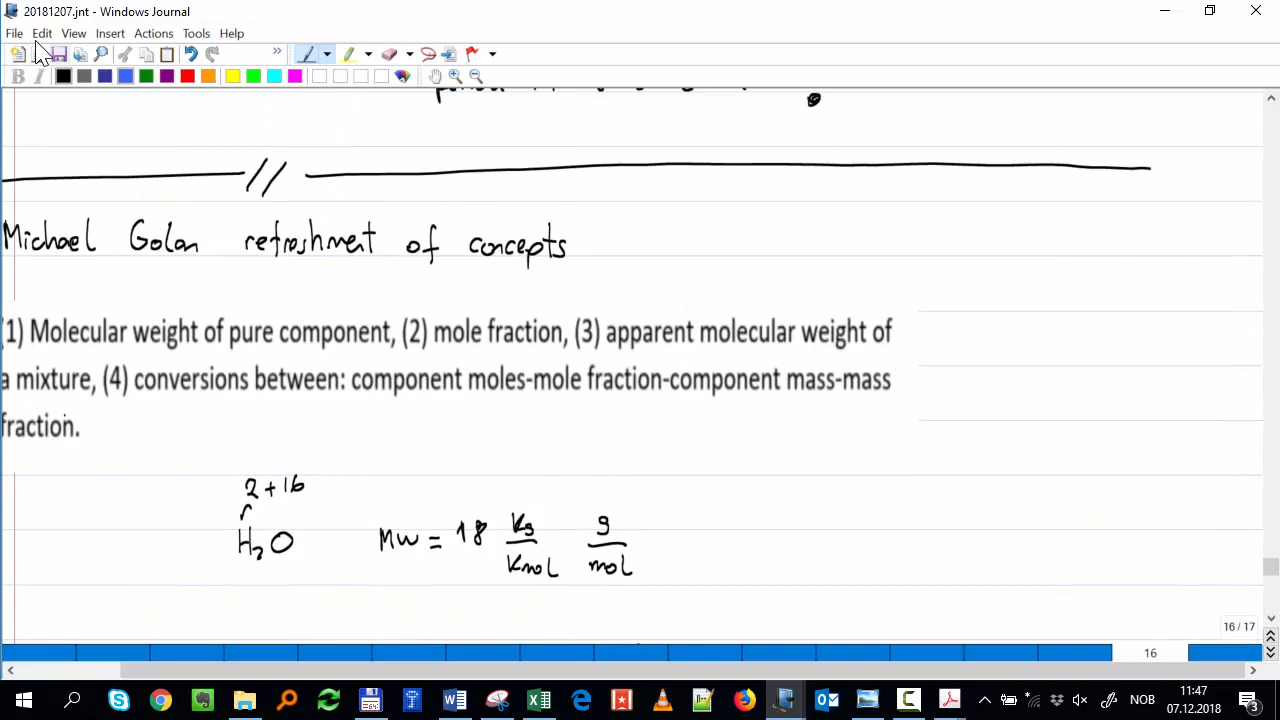 20181207.jnt - Windows Journal
File Edit View Insert Actions Tools Help
B I
Michael Golan refreshment of concepts
(1) Molecular weight of pure component, (2) mole fraction, (3) apparent molecular weight of
a mixture, (4) conversions between: component moles-mole fraction-component mass-mass
fraction.
2+16
H₂O MW = 18 Kg/Kmol g/mol
16 / 17
16
NOB
11:47
07.12.2018
3